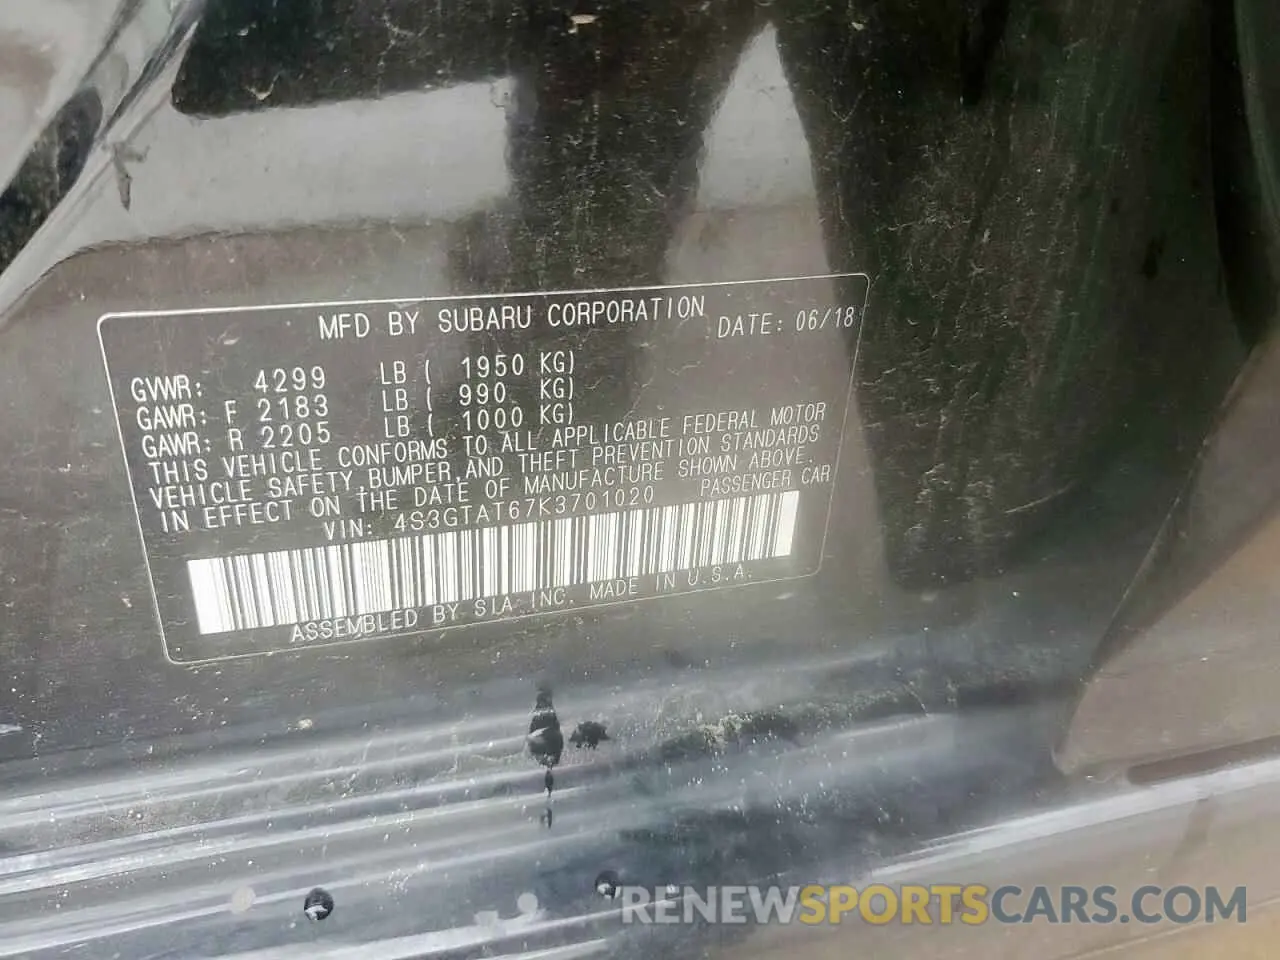 MFD BY SUBARU CORPORATION DATE: 06/18
GVWR: 4299 LB ( 1950 KG)
GAWR: F 2183 LB ( 990 KG)
GAWR: R 2205 LB ( 1000 KG)
THIS VEHICLE CONFORMS TO ALL APPLICABLE FEDERAL MOTOR
VEHICLE SAFETY, BUMPER, AND THEFT PREVENTION STANDARDS
IN EFFECT ON THE DATE OF MANUFACTURE SHOWN ABOVE.
VIN: 4S3GTAT67K3701020 PASSENGER CAR
ASSEMBLED BY SIA INC. MADE IN U.S.A.
RENEWSPORTSCARS.COM